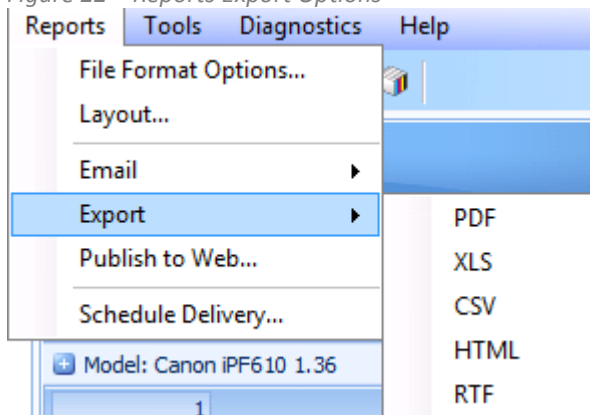 Figure 22 – Reports Export Options
Reports Tools Diagnostics Help
File Format Options...
Layout...
Email
Export
PDF
Publish to Web...
XLS
Schedule Delivery...
CSV
HTML
Model: Canon iPF610 1.36
RTF
1